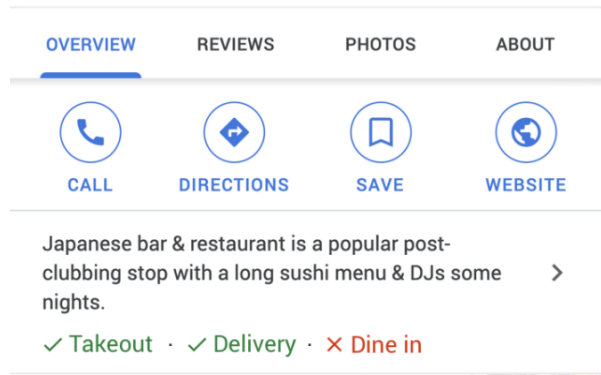 OVERVIEW REVIEWS PHOTOS ABOUT
CALL DIRECTIONS SAVE WEBSITE
Japanese bar & restaurant is a popular post-
clubbing stop with a long sushi menu & DJs some
nights.
✓ Takeout · ✓ Delivery · ✕ Dine in